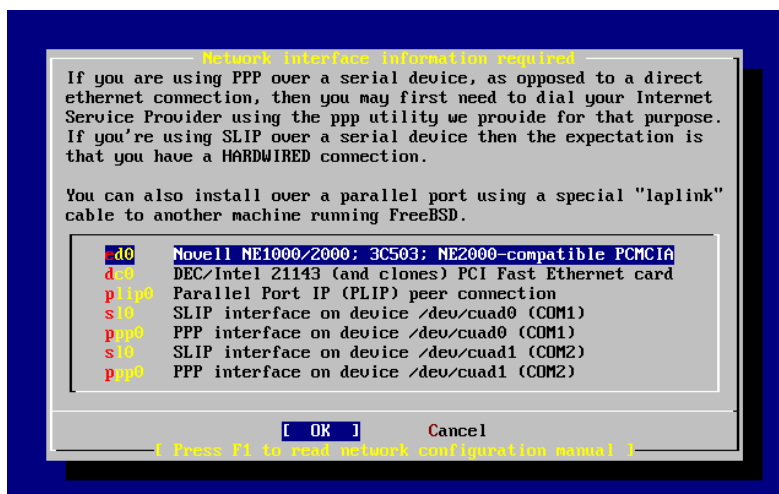 Network interface information required
If you are using PPP over a serial device, as opposed to a direct
ethernet connection, then you may first need to dial your Internet
Service Provider using the ppp utility we provide for that purpose.
If you're using SLIP over a serial device then the expectation is
that you have a HARDWIRED connection.
You can also install over a parallel port using a special "laplink"
cable to another machine running FreeBSD.
ed0 Novell NE1000/2000; 3C503; NE2000-compatible PCMCIA
dc0 DEC/Intel 21143 (and clones) PCI Fast Ethernet card
plip0 Parallel Port IP (PLIP) peer connection
sl0 SLIP interface on device /dev/cuad0 (COM1)
ppp0 PPP interface on device /dev/cuad0 (COM1)
sl0 SLIP interface on device /dev/cuad1 (COM2)
ppp0 PPP interface on device /dev/cuad1 (COM2)
[ OK ] Cancel
[ Press F1 to read network configuration manual ]